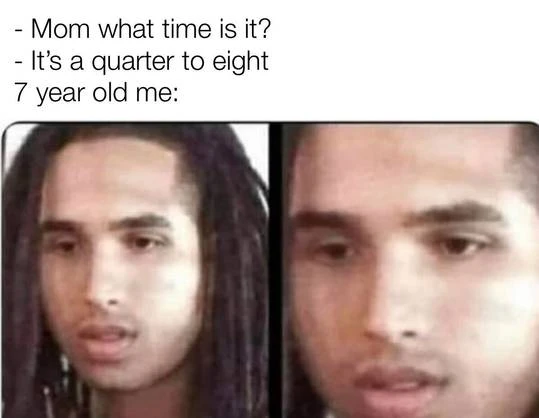 - Mom what time is it?
- It’s a quarter to eight
7 year old me: